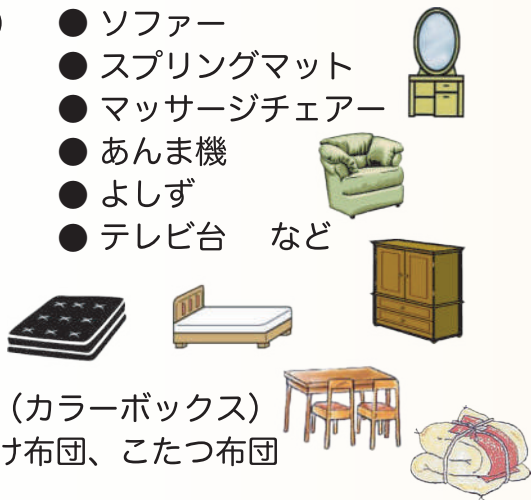 ● ソファー
● スプリングマット
● マッサージチェアー
● あんま機
● よしず
● テレビ台　など
（カラーボックス）
け布団、こたつ布団